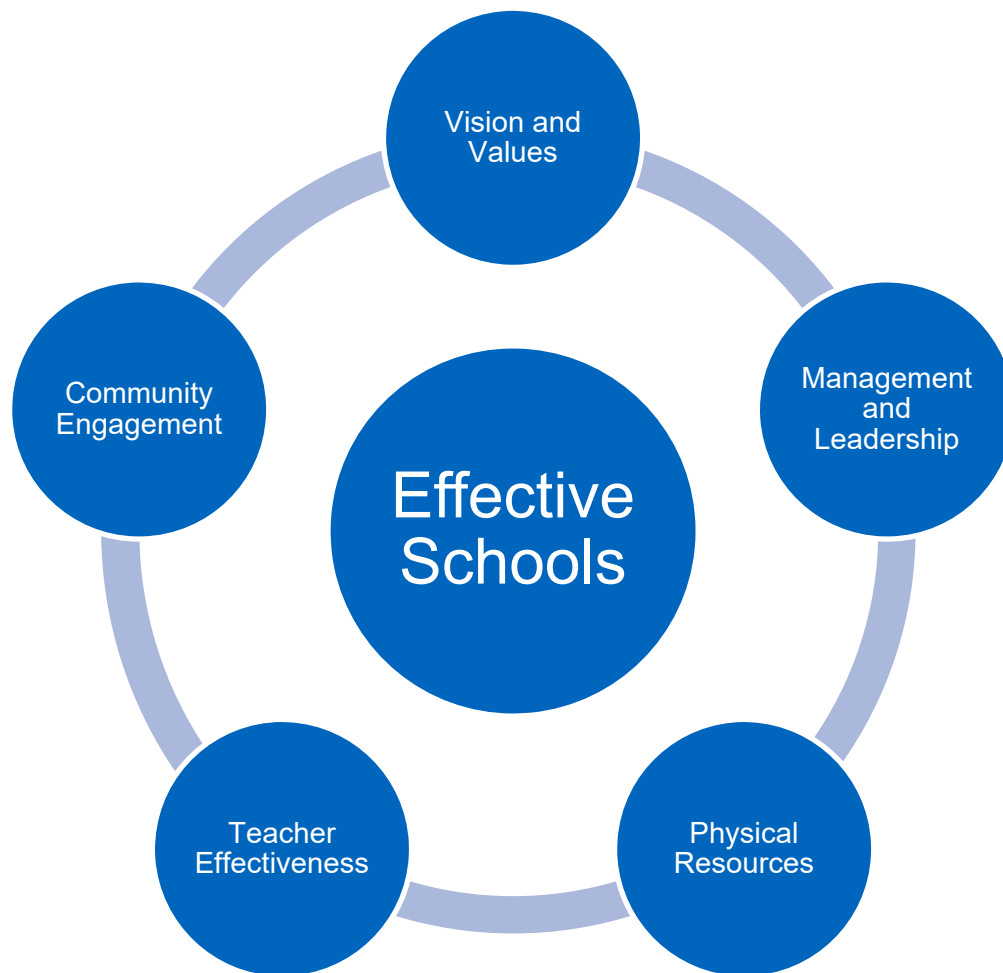 Vision and
Values
Community
Engagement
Management
and
Leadership
Effective
Schools
Teacher
Effectiveness
Physical
Resources